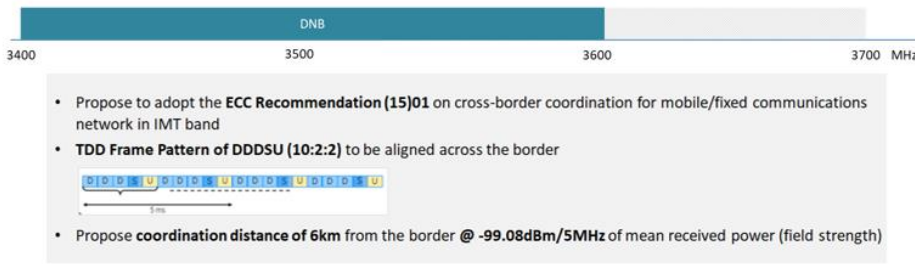 DNB
3400 3500 3600 3700 MHz
• Propose to adopt the ECC Recommendation (15)01 on cross-border coordination for mobile/fixed communications
network in IMT band
• TDD Frame Pattern of DDDSU (10:2:2) to be aligned across the border
D D D S U D D D S U D D D S U D D D S U
5 ms
• Propose coordination distance of 6km from the border @ -99.08dBm/5MHz of mean received power (field strength)